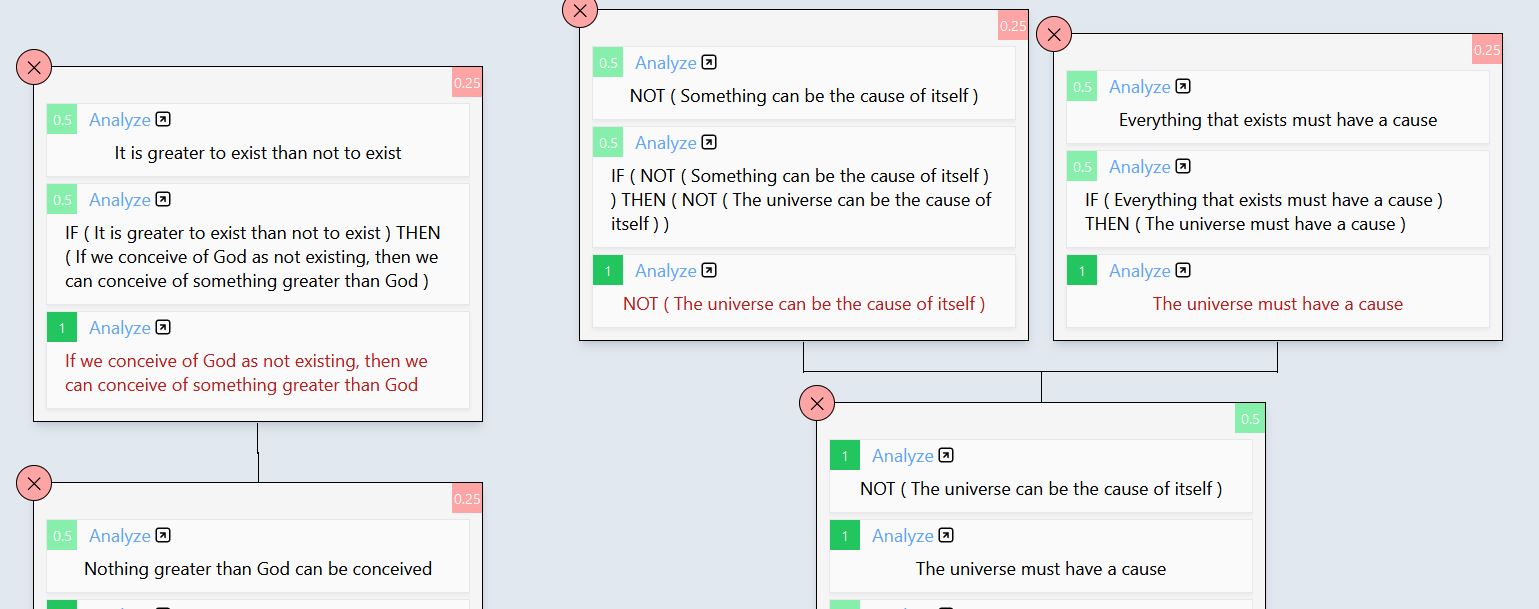 0.25
0.5 Analyze
It is greater to exist than not to exist
0.5 Analyze
IF ( It is greater to exist than not to exist ) THEN
( If we conceive of God as not existing, then we
can conceive of something greater than God )
1 Analyze
If we conceive of God as not existing, then we
can conceive of something greater than God
0.25
0.5 Analyze
Nothing greater than God can be conceived
Analyze
0.25
0.5 Analyze
NOT ( Something can be the cause of itself )
0.5 Analyze
IF ( NOT ( Something can be the cause of itself )
) THEN ( NOT ( The universe can be the cause of
itself ) )
1 Analyze
NOT ( The universe can be the cause of itself )
0.25
0.5 Analyze
Everything that exists must have a cause
0.5 Analyze
IF ( Everything that exists must have a cause )
THEN ( The universe must have a cause )
1 Analyze
The universe must have a cause
0.5
1 Analyze
NOT ( The universe can be the cause of itself )
1 Analyze
The universe must have a cause
Analyze